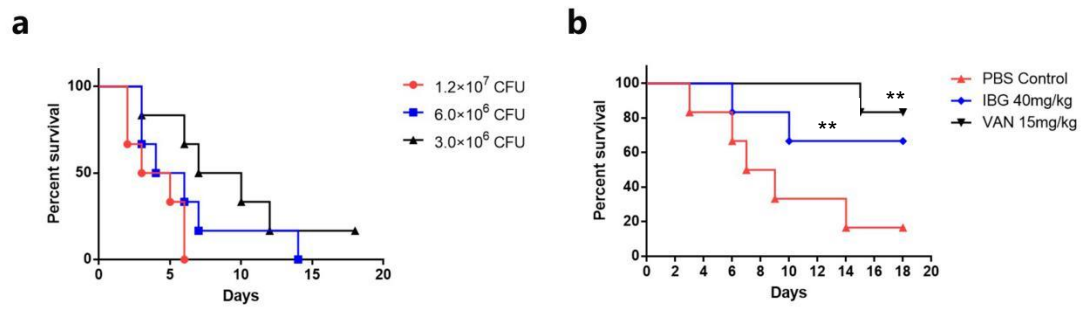 a
Percent survival
100
50
0
0 5 10 15 20
Days
1.2×10⁷ CFU
6.0×10⁶ CFU
3.0×10⁶ CFU
b
Percent survival
100
80
60
40
20
0
0 2 4 6 8 10 12 14 16 18 20
Days
**
**
PBS Control
IBG 40mg/kg
VAN 15mg/kg